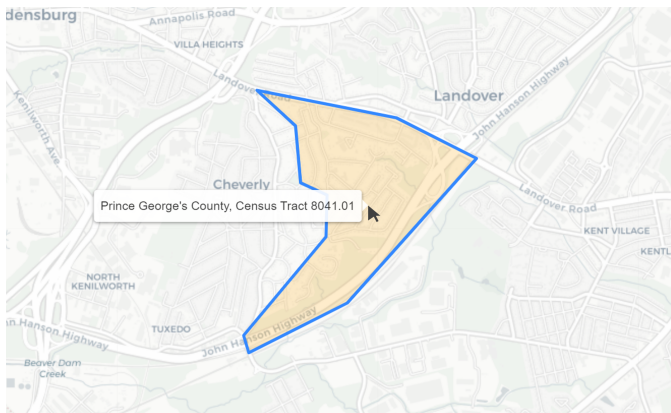 densburg
Annapolis Road
VILLA HEIGHTS
Landover Road
Landover
John Hanson Highway
Kenilworth Ave
Cheverly
Prince George's County, Census Tract 8041.01
Landover Road
KENT VILLAGE
KENTL
NORTH
KENILWORTH
TUXEDO
John Hanson Highway
n Hanson Highway
Beaver Dam
Creek